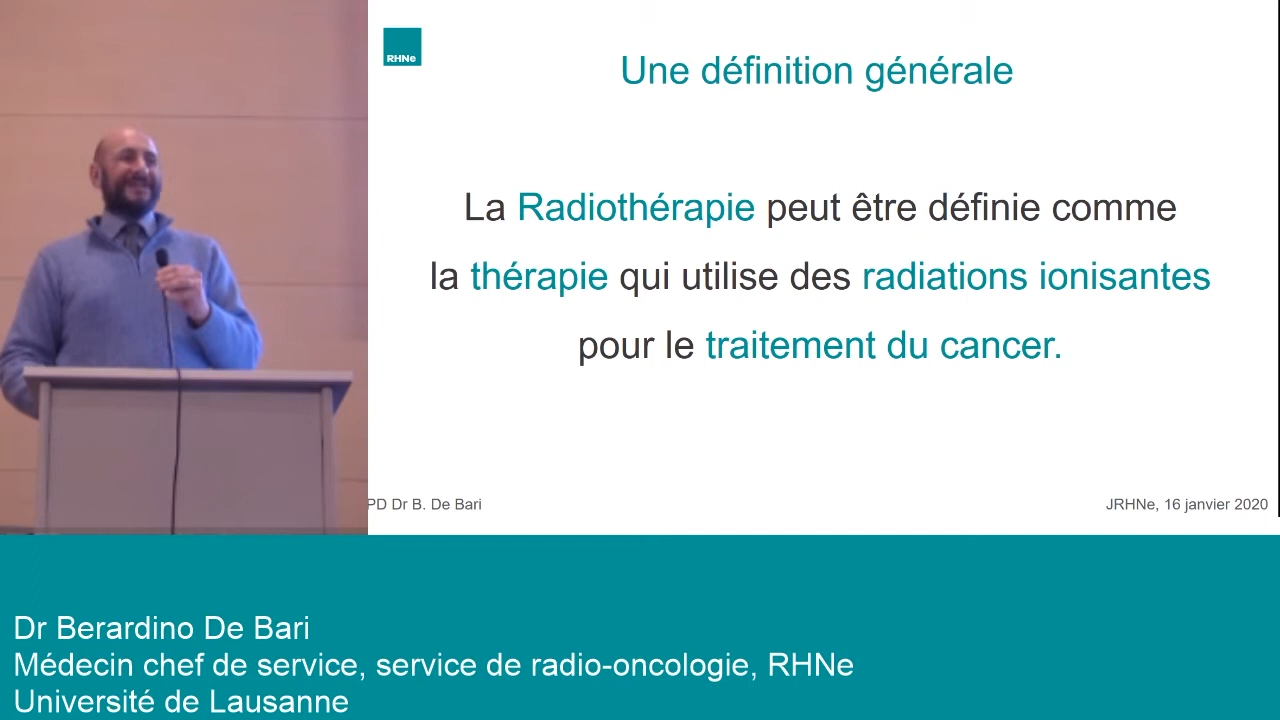 RHNe
Une définition générale
La Radiothérapie peut être définie comme
la thérapie qui utilise des radiations ionisantes
pour le traitement du cancer.
PD Dr B. De Bari
JRHNe, 16 janvier 2020
Dr Berardino De Bari
Médecin chef de service, service de radio-oncologie, RHNe
Université de Lausanne